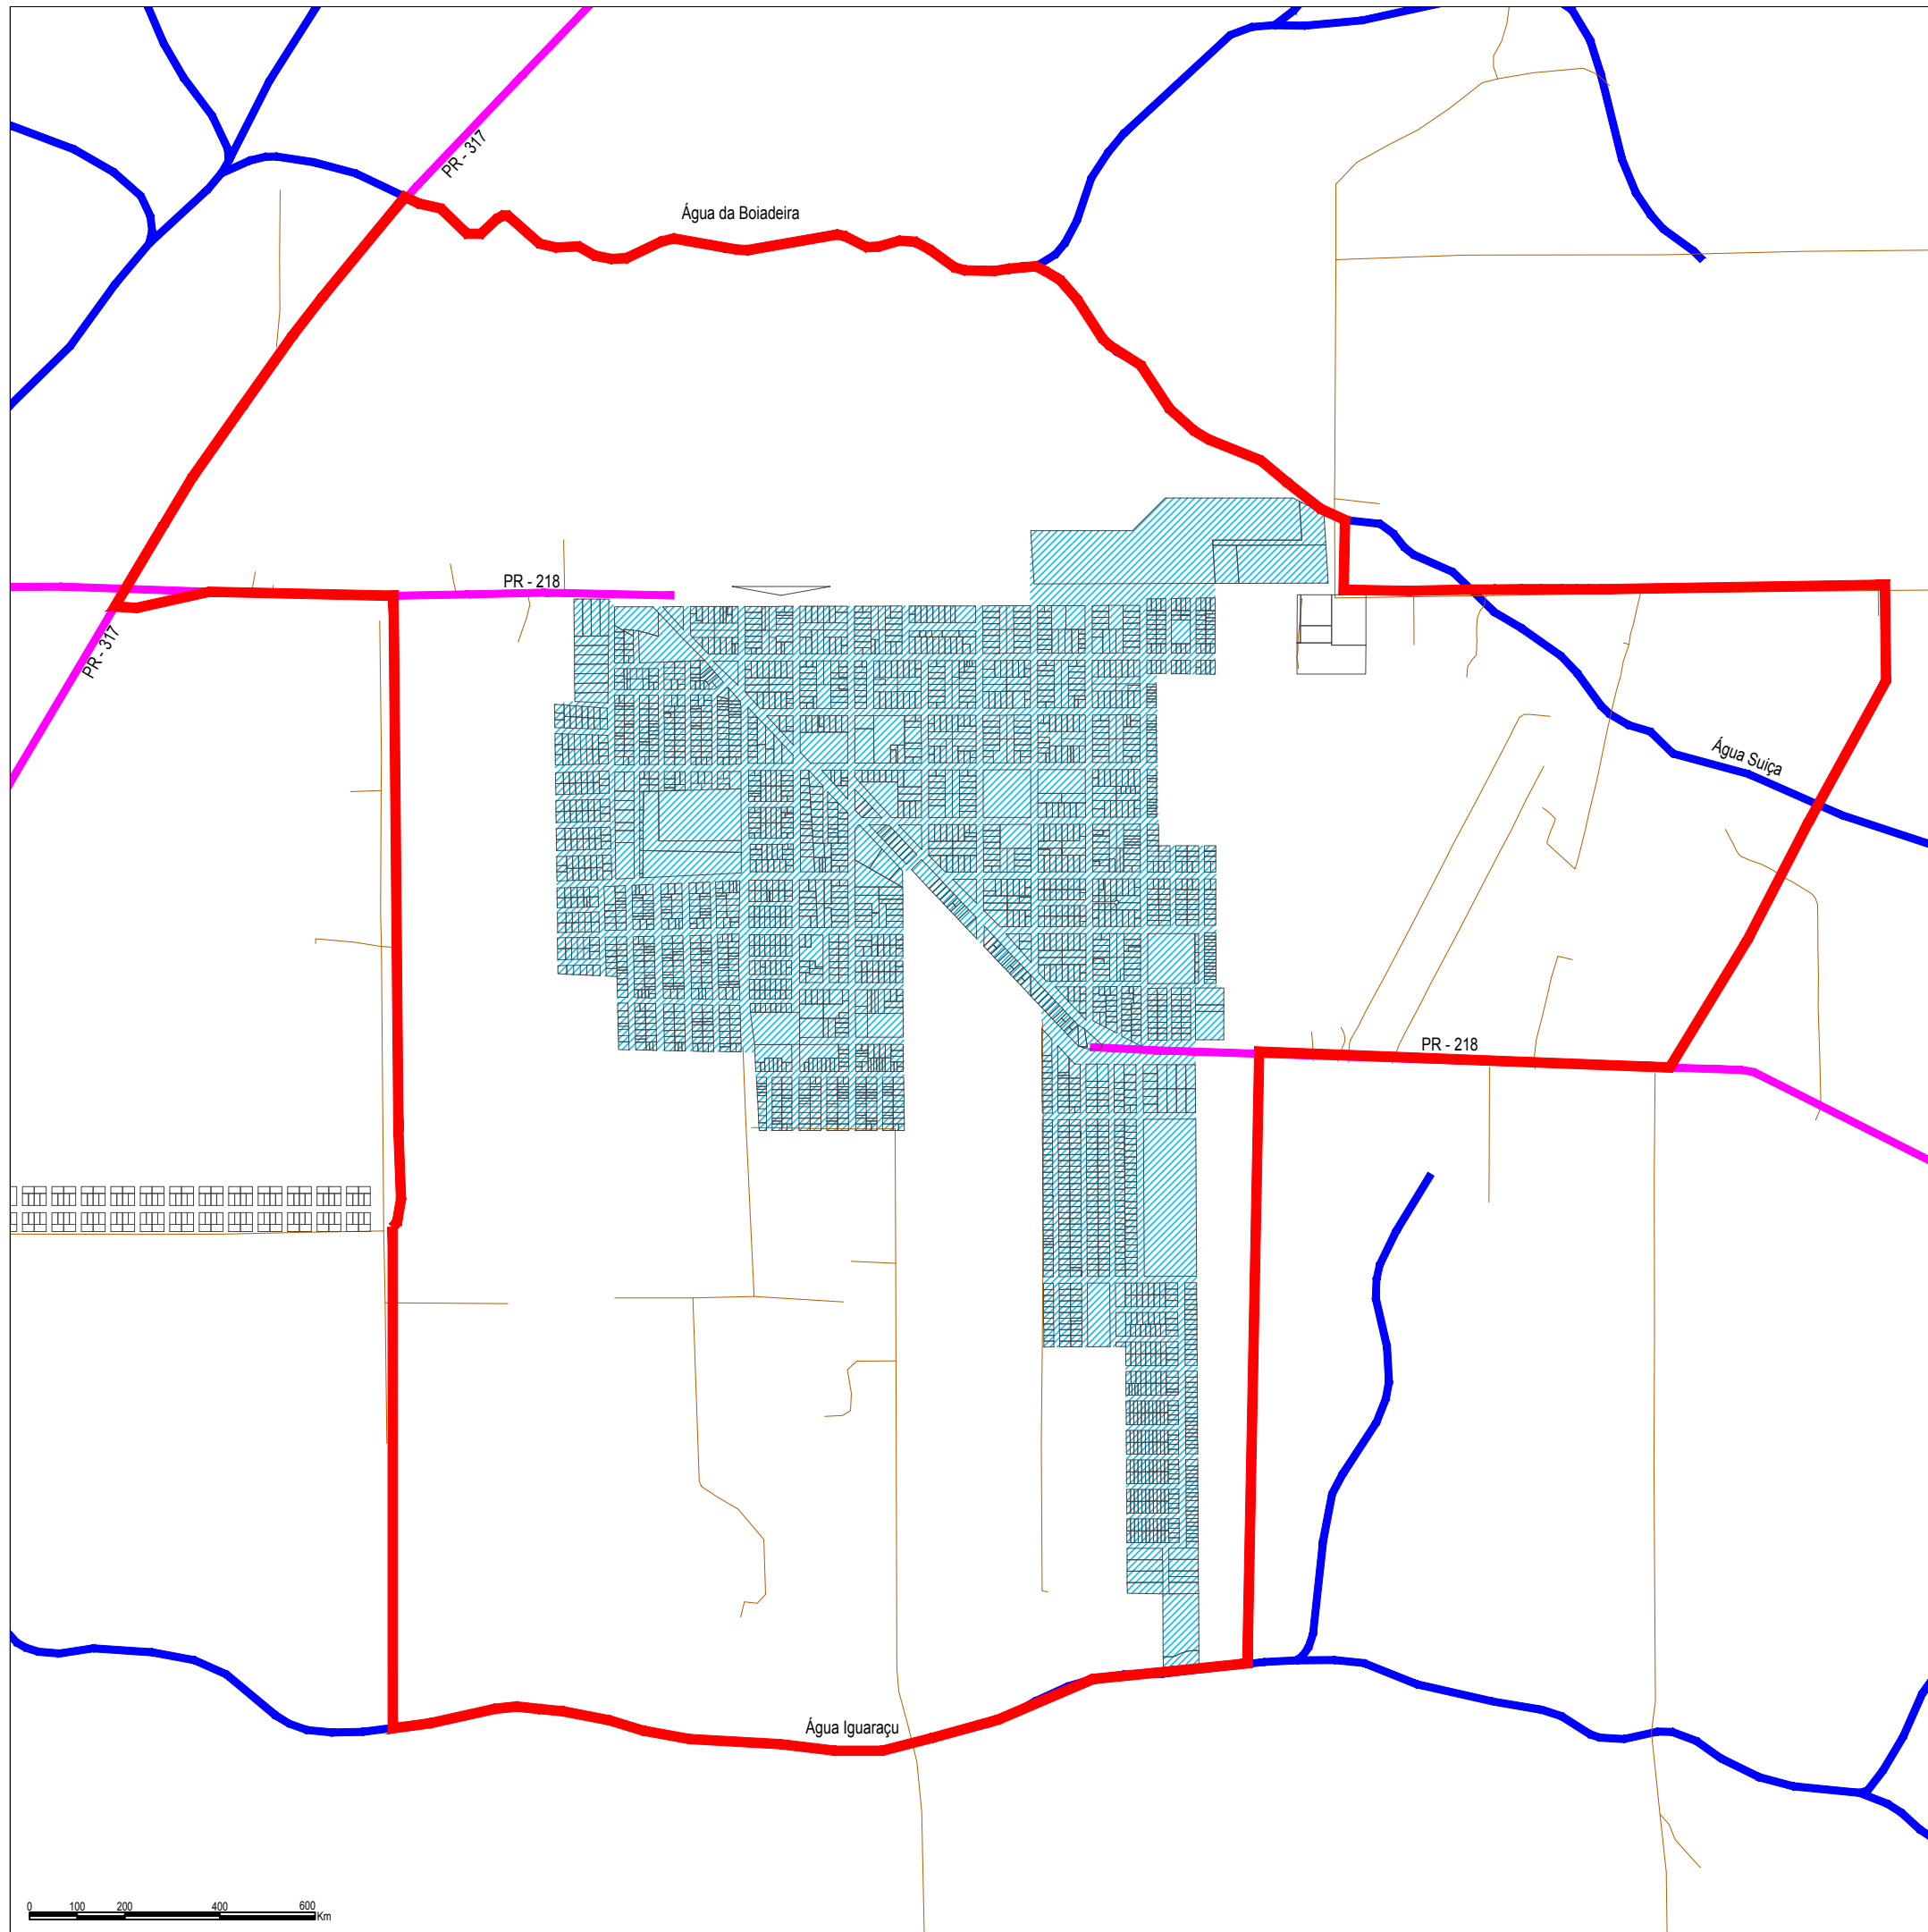 PR - 317
Água da Boiadeira
PR - 218
PR - 317
Água Suiça
PR - 218
Água Iguaraçu
0 100 200 400 600
Km